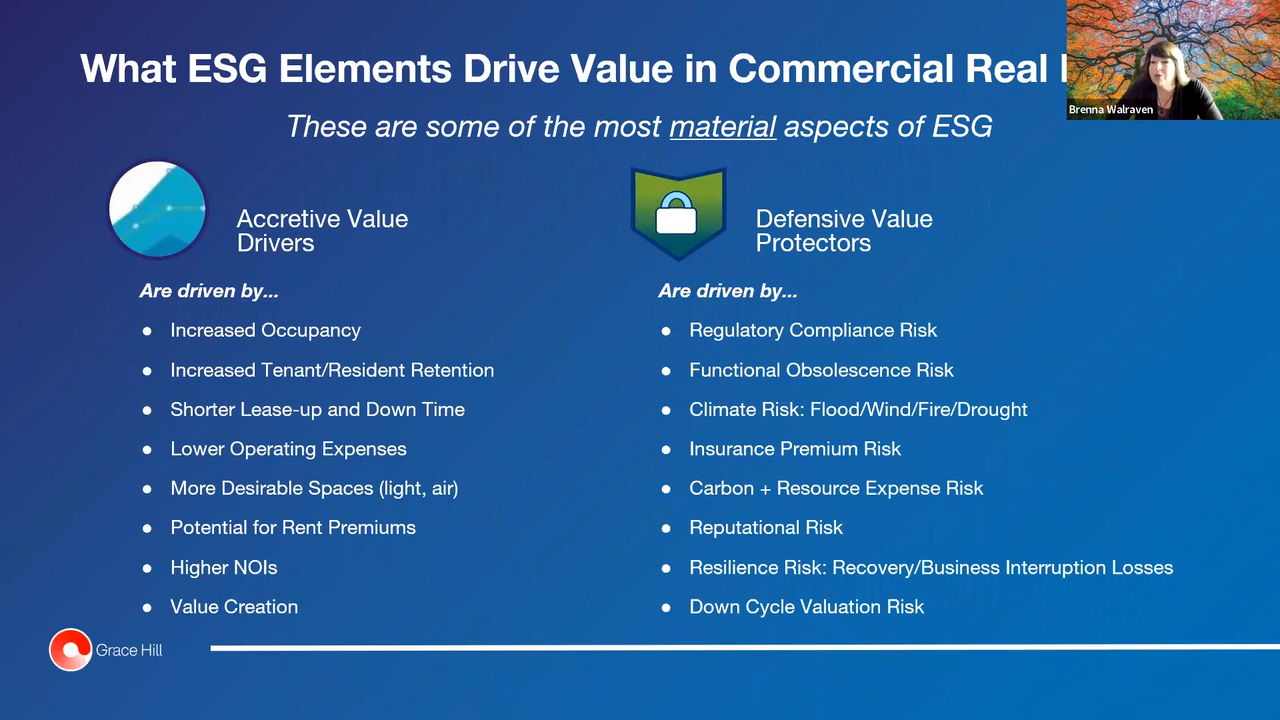 What ESG Elements Drive Value in Commercial Real
These are some of the most material aspects of ESG
Brenna Walraven
Accretive Value
Drivers
Are driven by...
● Increased Occupancy
● Increased Tenant/Resident Retention
● Shorter Lease-up and Down Time
● Lower Operating Expenses
● More Desirable Spaces (light, air)
● Potential for Rent Premiums
● Higher NOIs
● Value Creation
Defensive Value
Protectors
Are driven by...
● Regulatory Compliance Risk
● Functional Obsolescence Risk
● Climate Risk: Flood/Wind/Fire/Drought
● Insurance Premium Risk
● Carbon + Resource Expense Risk
● Reputational Risk
● Resilience Risk: Recovery/Business Interruption Losses
● Down Cycle Valuation Risk
Grace Hill